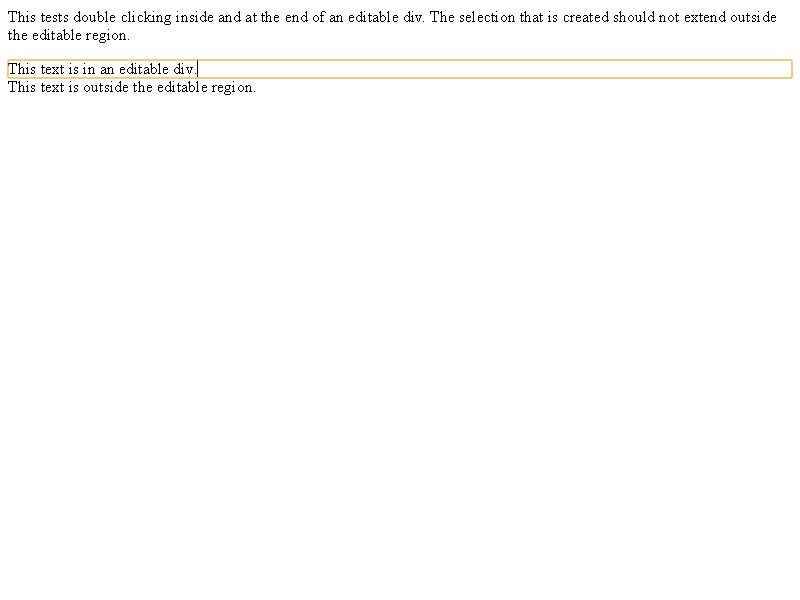 This tests double clicking inside and at the end of an editable div. The selection that is created should not extend outside
the editable region.
This text is in an editable div.
This text is outside the editable region.